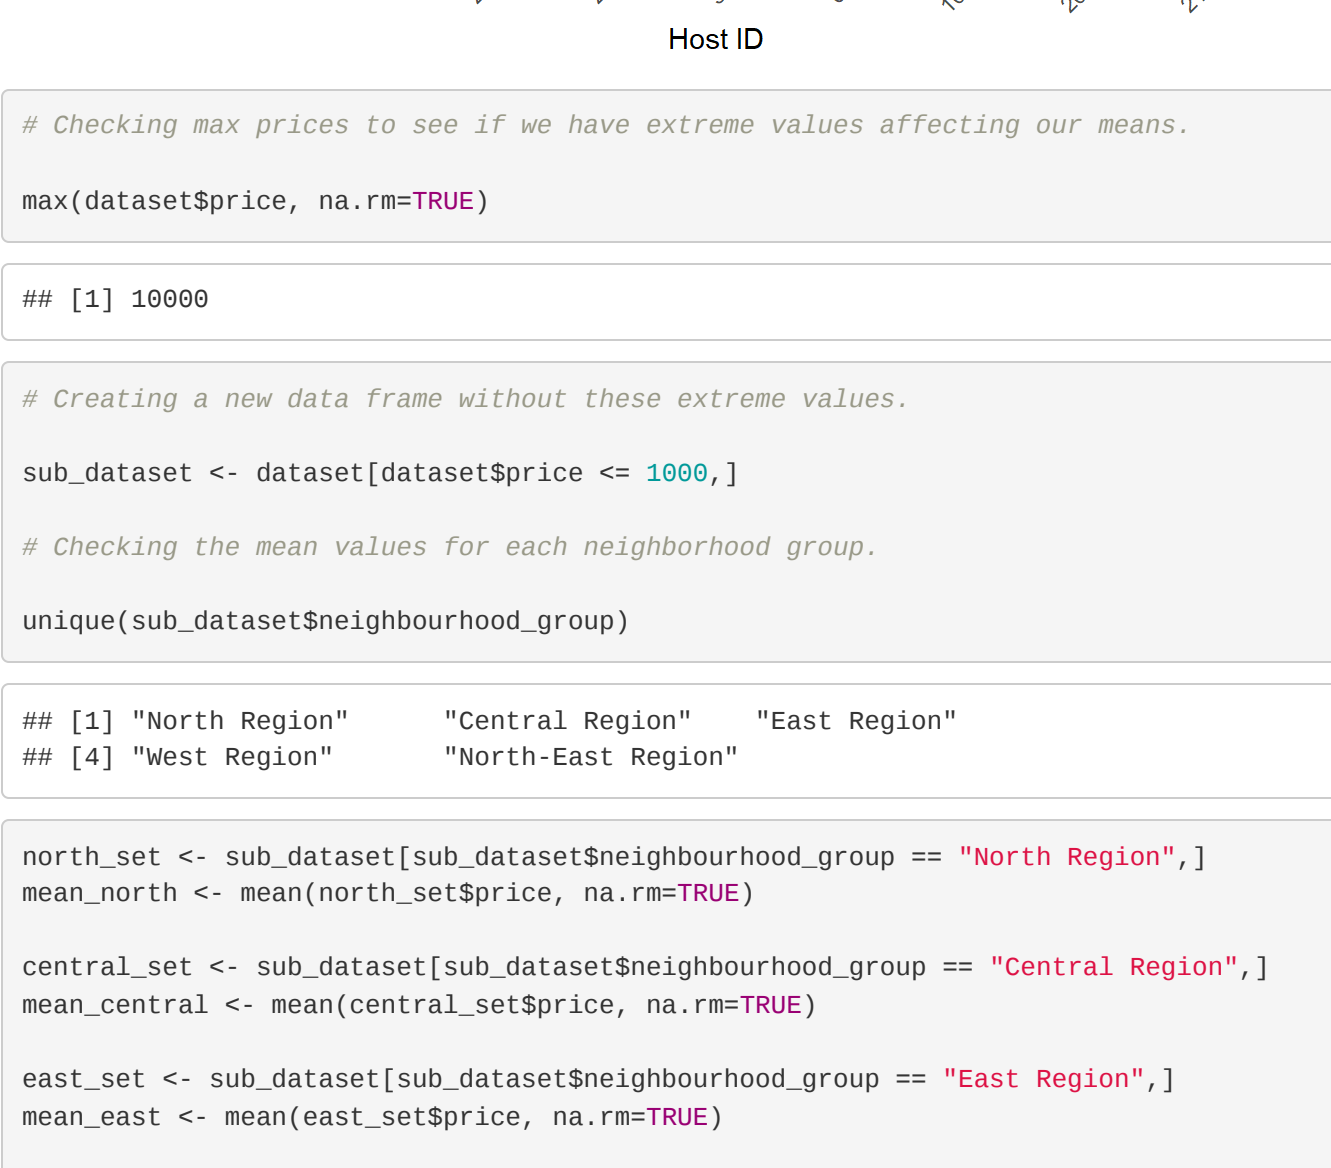 Host ID
# Checking max prices to see if we have extreme values affecting our means.
max(dataset$price, na.rm=TRUE)
## [1] 10000
# Creating a new data frame without these extreme values.
sub_dataset <- dataset[dataset$price <= 1000,]
# Checking the mean values for each neighborhood group.
unique(sub_dataset$neighbourhood_group)
## [1] "North Region"      "Central Region"    "East Region"
## [4] "West Region"       "North-East Region"
north_set <- sub_dataset[sub_dataset$neighbourhood_group == "North Region",]
mean_north <- mean(north_set$price, na.rm=TRUE)
central_set <- sub_dataset[sub_dataset$neighbourhood_group == "Central Region",]
mean_central <- mean(central_set$price, na.rm=TRUE)
east_set <- sub_dataset[sub_dataset$neighbourhood_group == "East Region",]
mean_east <- mean(east_set$price, na.rm=TRUE)